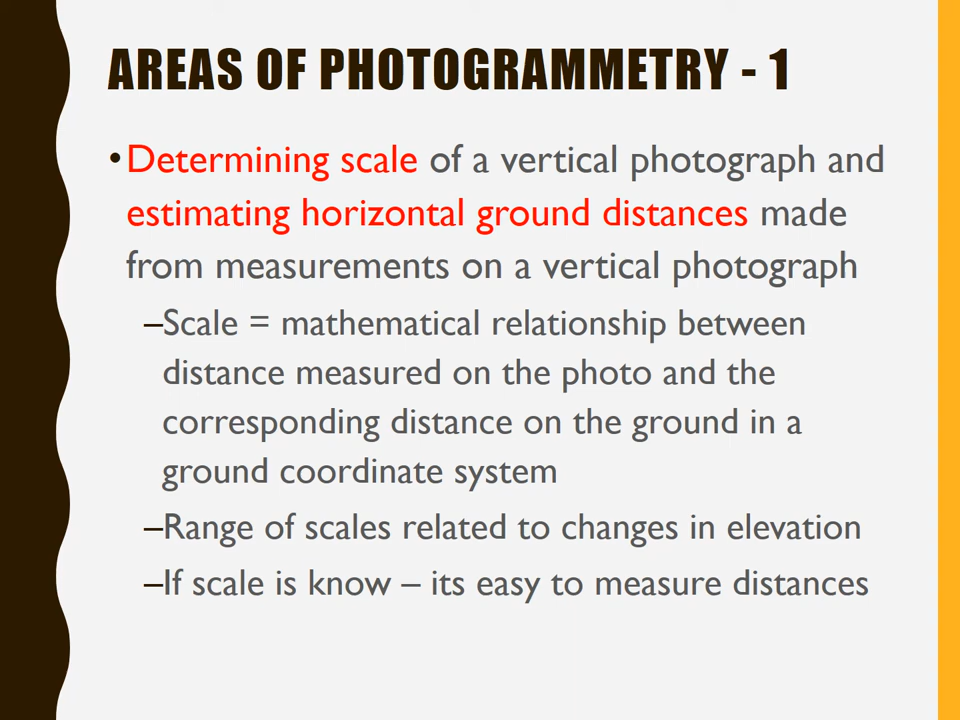 AREAS OF PHOTOGRAMMETRY - 1
•Determining scale of a vertical photograph and
estimating horizontal ground distances made
from measurements on a vertical photograph
–Scale = mathematical relationship between
distance measured on the photo and the
corresponding distance on the ground in a
ground coordinate system
–Range of scales related to changes in elevation
–If scale is know – its easy to measure distances